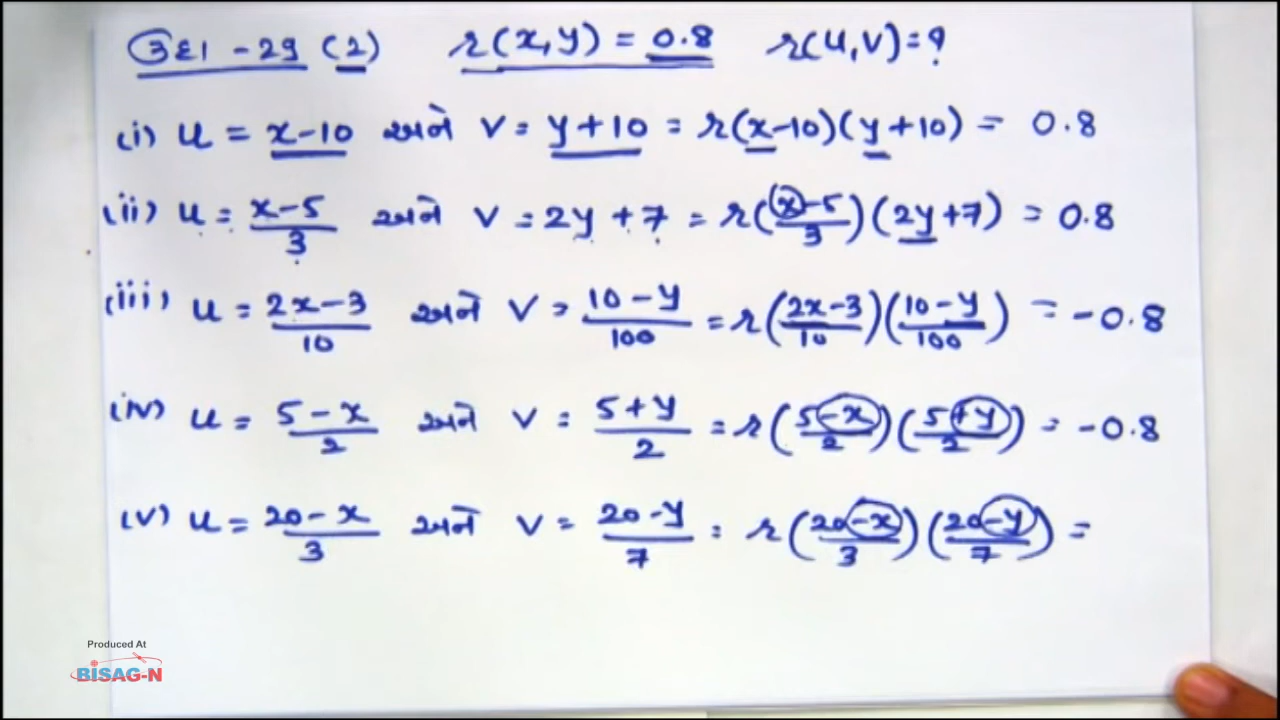 ઉદા - 29 (2) r(x,y) = 0.8 r(u,v)=?
(i) u = x-10 અને v = y+10 = r(x-10)(y+10) = 0.8
(ii) u = x-5/3 અને v = 2y+7 = r(x-5/3)(2y+7) = 0.8
(iii) u = 2x-3/10 અને v = 10-y/100 = r(2x-3/10)(10-y/100) = -0.8
(iv) u = 5-x/2 અને v = 5+y/2 = r(5-x/2)(5+y/2) = -0.8
(v) u = 20-x/3 અને v = 20-y/7 = r(20-x/3)(20-y/7) =
Produced At
BISAG-N